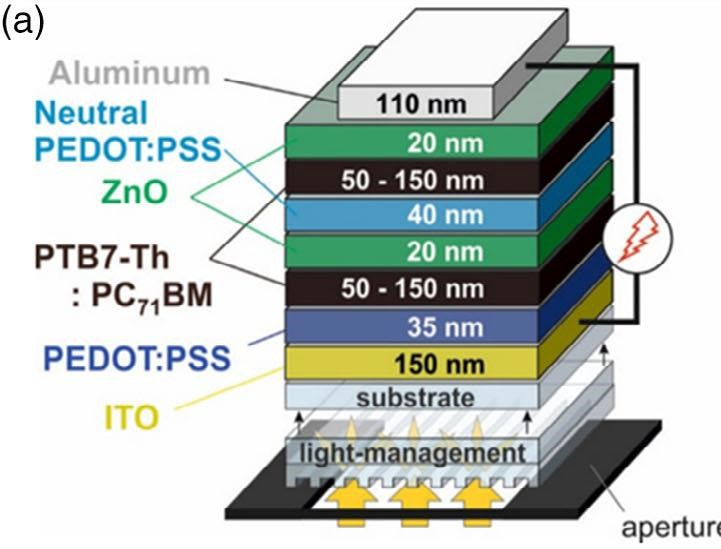 (a)
Aluminum
110 nm
Neutral
PEDOT:PSS
20 nm
ZnO
50 - 150 nm
40 nm
20 nm
PTB7-Th
: PC₇₁BM
50 - 150 nm
PEDOT:PSS
35 nm
150 nm
ITO
substrate
light-management
aperture